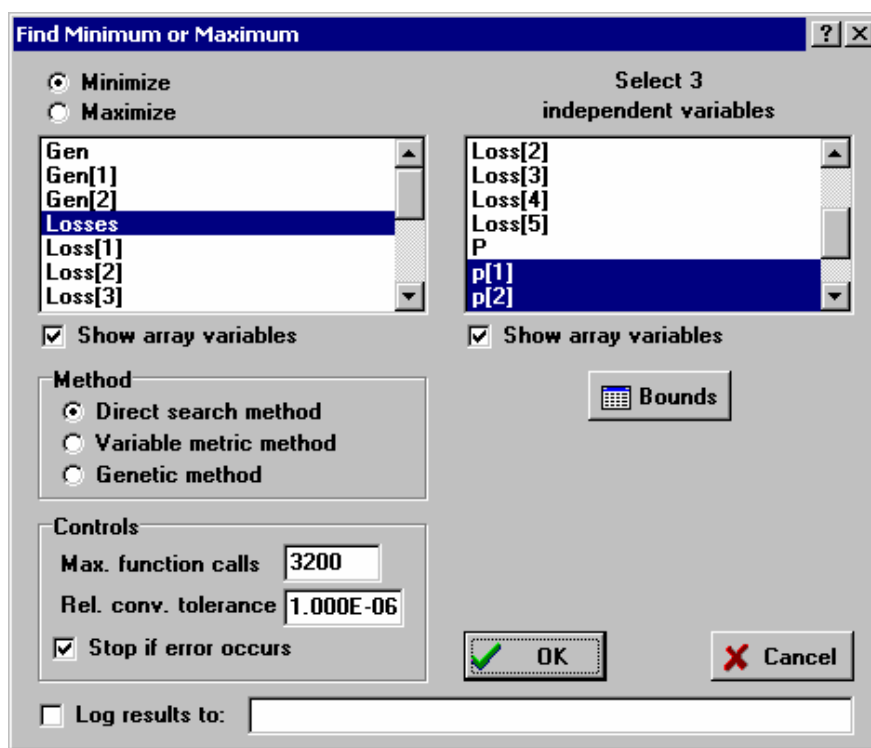 Find Minimum or Maximum
Minimize
Maximize
Select 3
independent variables
Gen
Gen[1]
Gen[2]
Losses
Loss[1]
Loss[2]
Loss[3]
Loss[2]
Loss[3]
Loss[4]
Loss[5]
P
p[1]
p[2]
Show array variables
Show array variables
Method
Direct search method
Variable metric method
Genetic method
Bounds
Controls
Max. function calls 3200
Rel. conv. tolerance 1.000E-06
Stop if error occurs
OK
Cancel
Log results to: